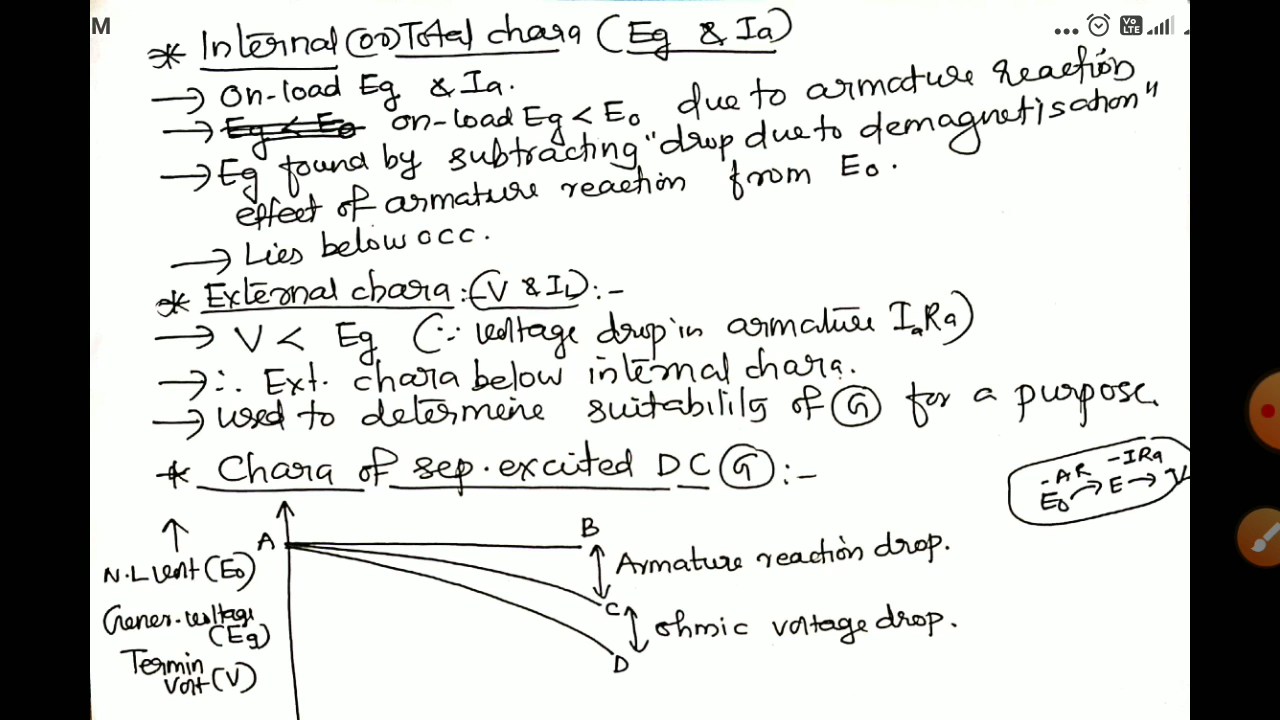 M
... Vo LTE
* Internal (or) Total chara (Eg & Ia)
→ On-load Eg & Ia.
→ Eg < E₀ on-load Eg < E₀ due to armature reaction
→ Eg found by subtracting "drop due to demagnetisation"
effect of armature reaction from E₀.
→ Lies below occ.
* External chara: (V & IL):-
→ V < Eg (∵ voltage drop in armature IaRa)
→ ∴ Ext. chara below internal chara.
→ used to determine suitability of G for a purpose.
* Chara of sep. excited DC G :-
-AR -IRa
E₀ → E → V
A B
N.L volt (E₀)
Armature reaction drop.
C
Gener. voltage
(Eg)
ohmic voltage drop.
Termin
volt (V)
D